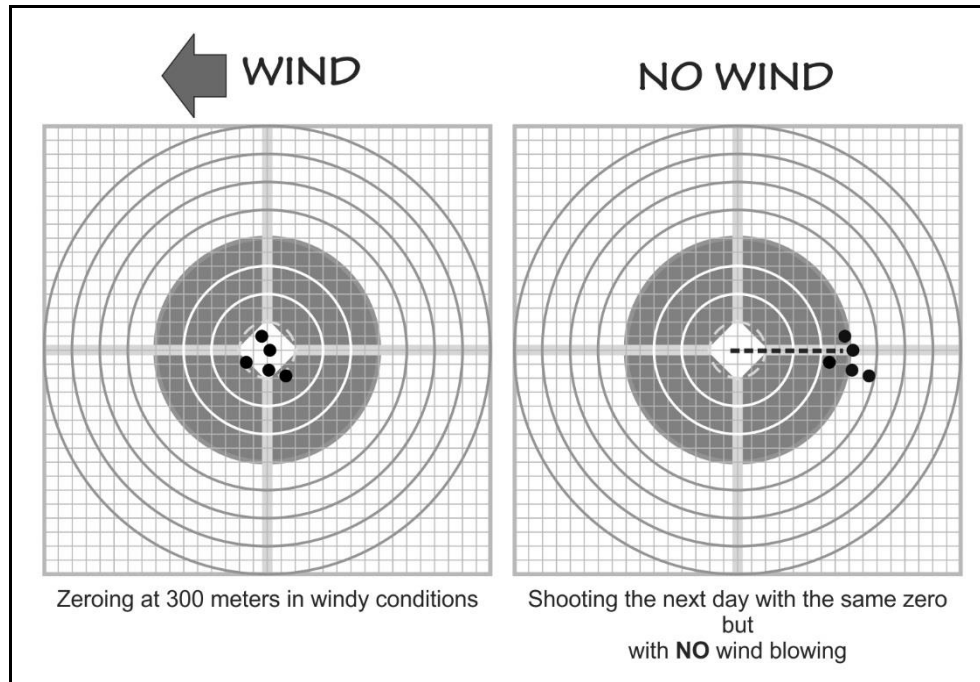 WIND
NO WIND
Zeroing at 300 meters in windy conditions
Shooting the next day with the same zero
but
with NO wind blowing